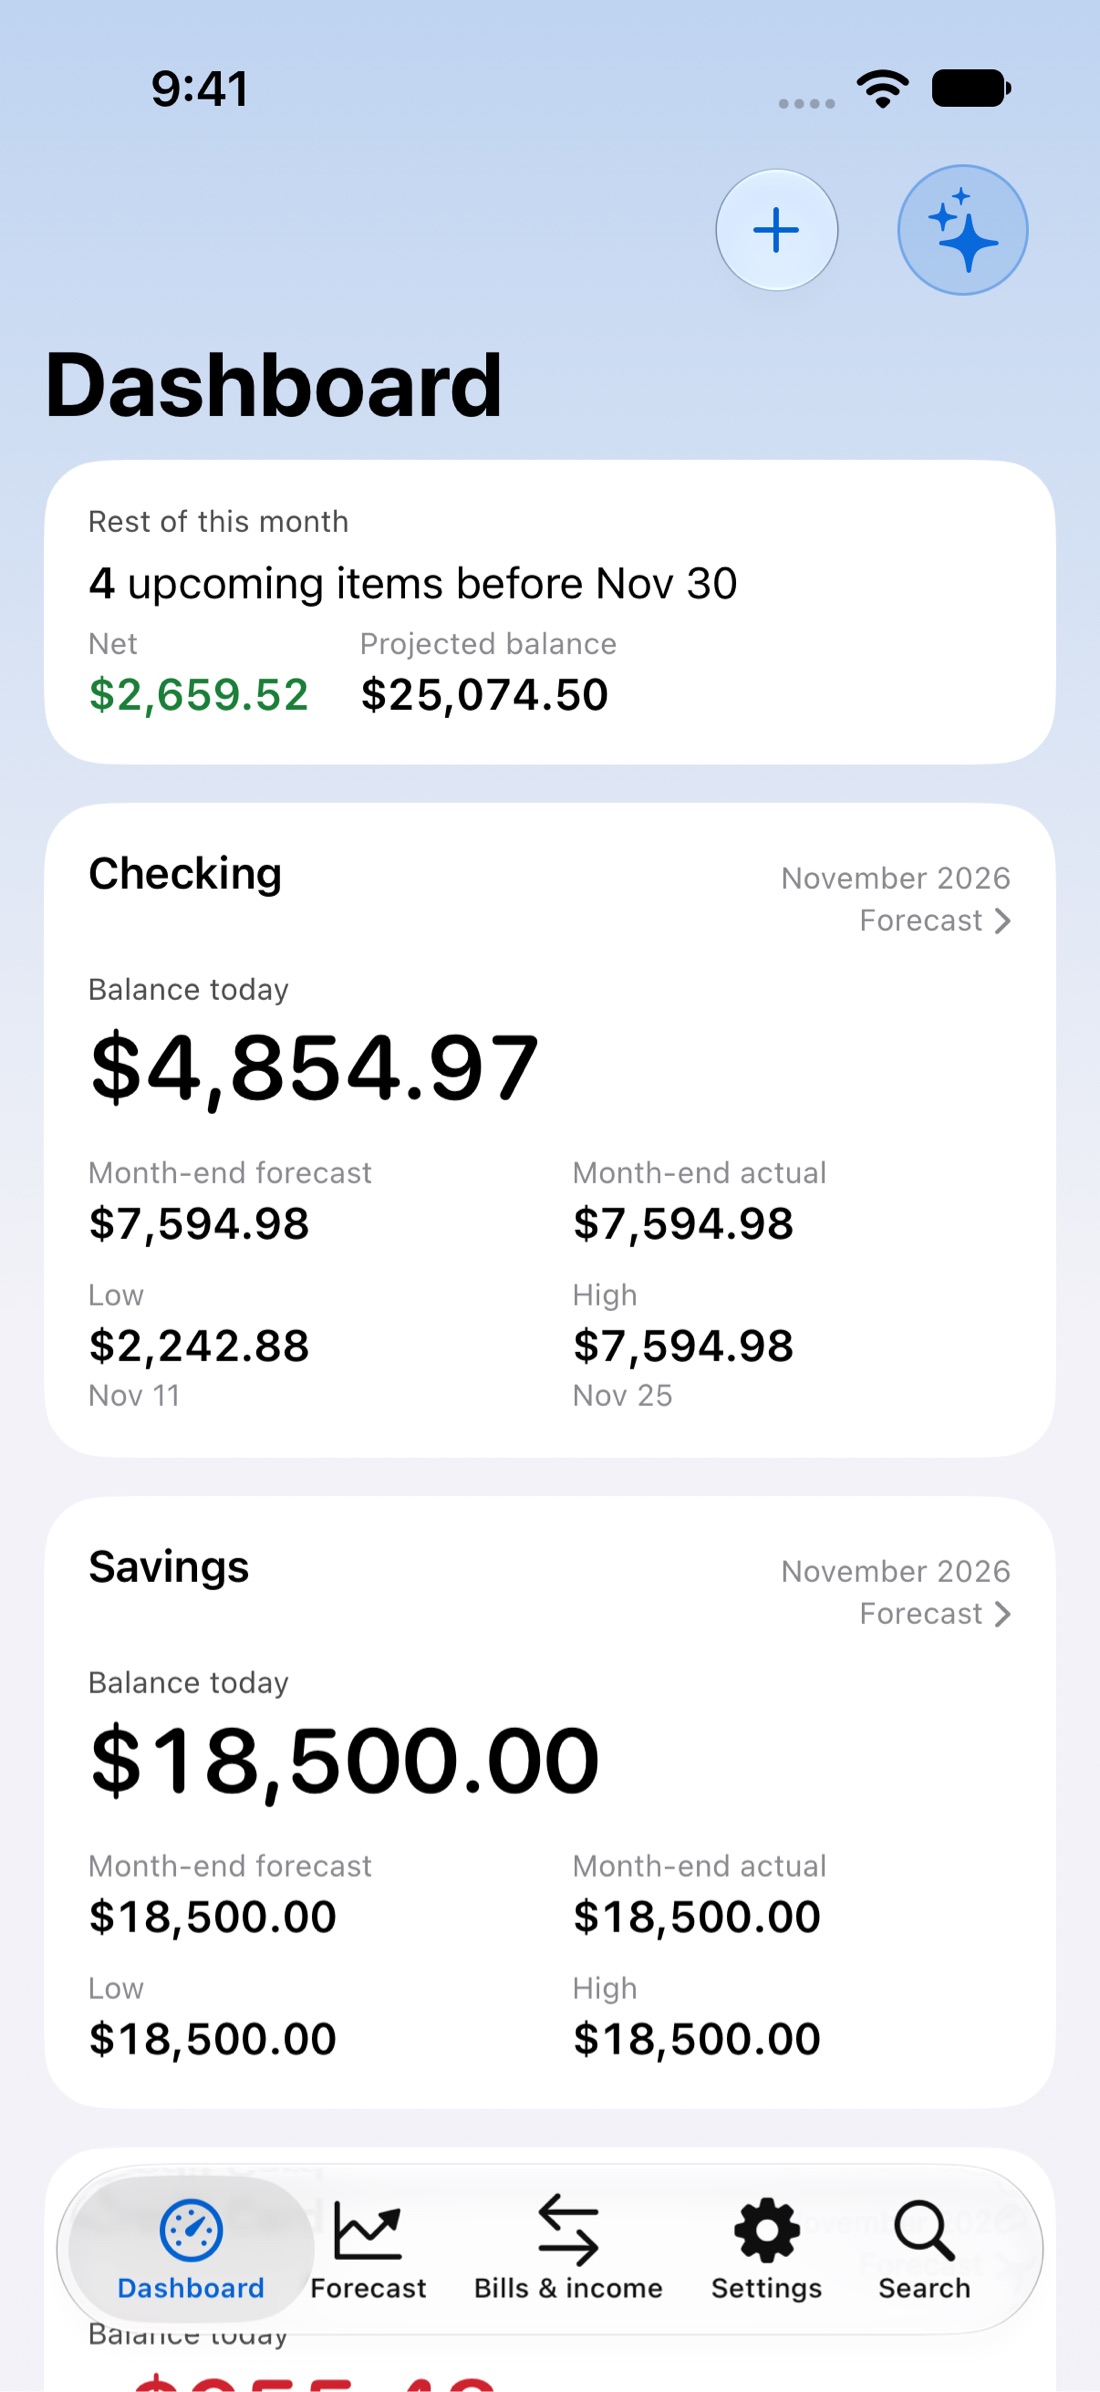 9:41
Dashboard
Rest of this month
4 upcoming items before Nov 30
Net Projected balance
$2,659.52 $25,074.50
Checking November 2026
Forecast
Balance today
$4,854.97
Month-end forecast Month-end actual
$7,594.98 $7,594.98
Low High
$2,242.88 $7,594.98
Nov 11 Nov 25
Savings November 2026
Forecast
Balance today
$18,500.00
Month-end forecast Month-end actual
$18,500.00 $18,500.00
Low High
$18,500.00 $18,500.00
Dashboard Forecast Bills & income Settings Search
Balance today